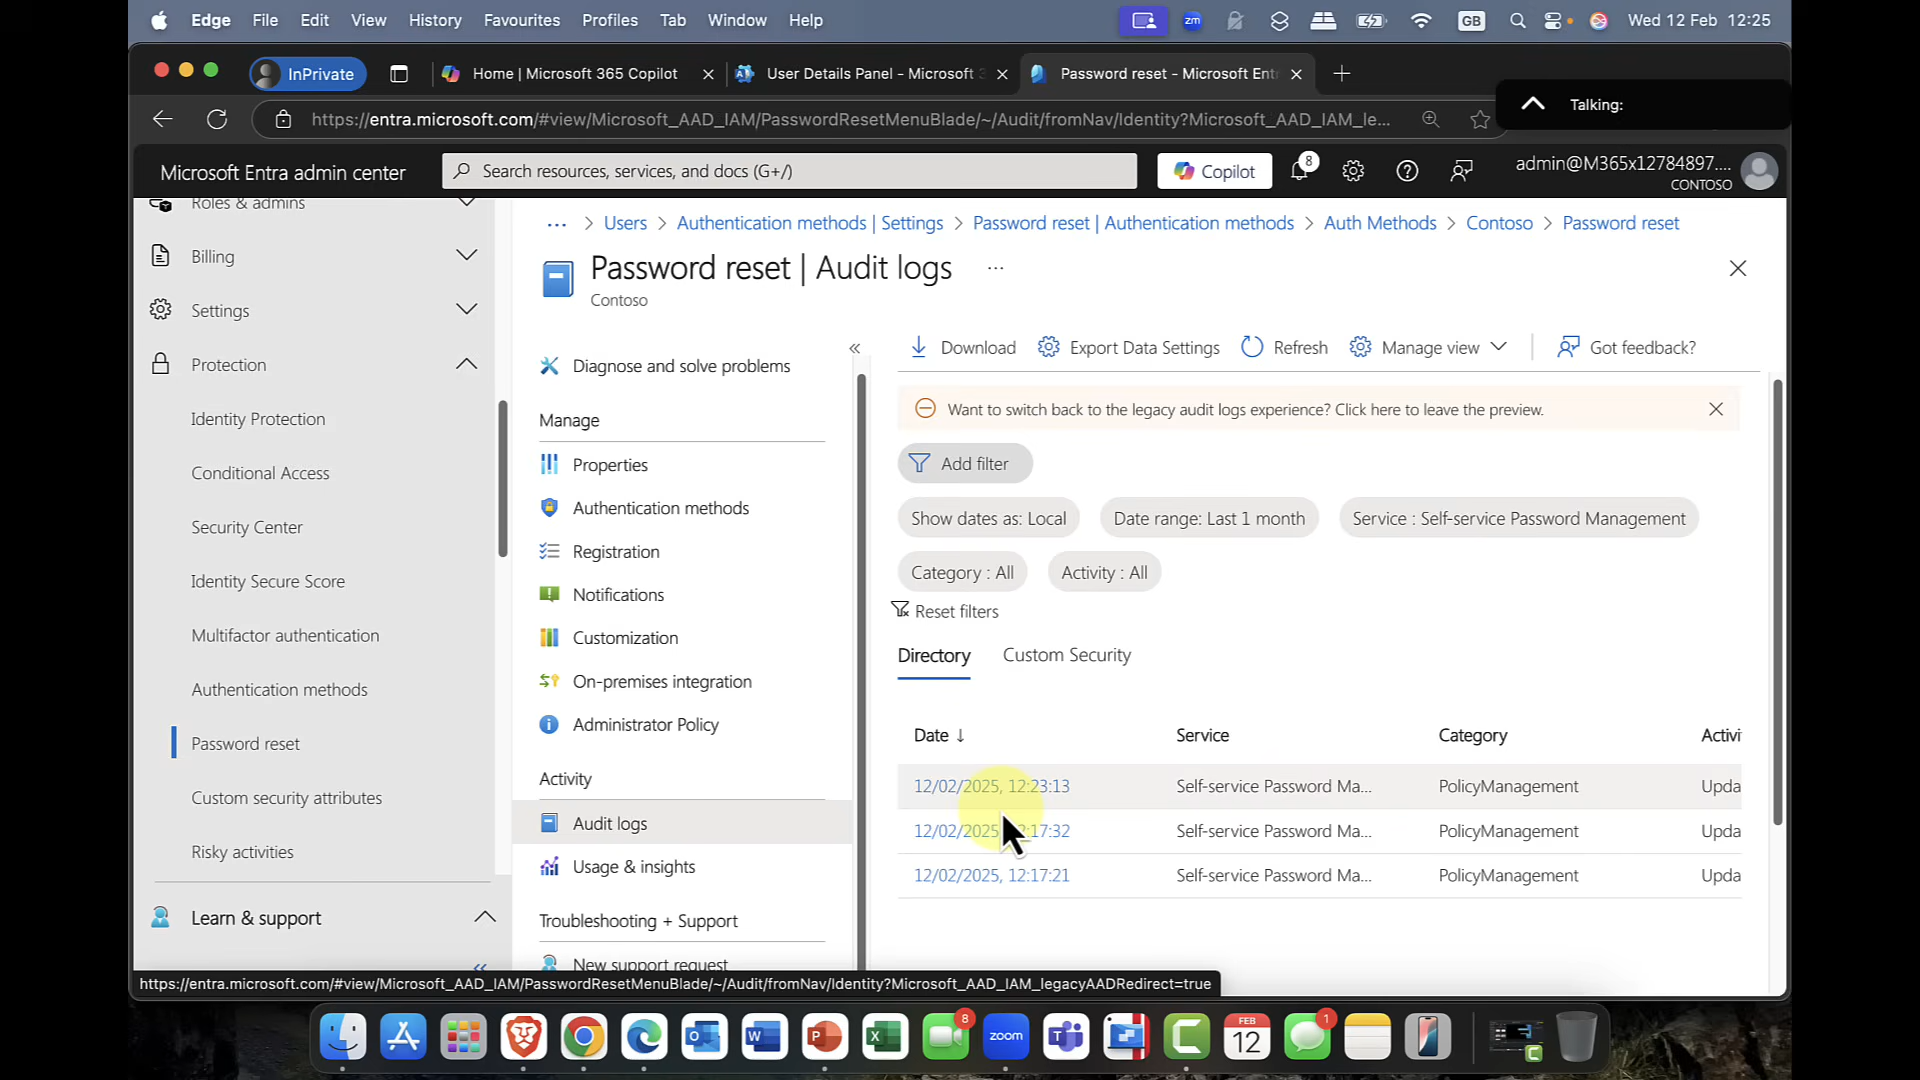 Edge File Edit View History Favourites Profiles Tab Window Help zm GB Wed 12 Feb 12:25
InPrivate Home | Microsoft 365 Copilot User Details Panel - Microsoft 3 Password reset - Microsoft Ent
Talking:
https://entra.microsoft.com/#view/Microsoft_AAD_IAM/PasswordResetMenuBlade/~/Audit/fromNav/Identity?Microsoft_AAD_IAM_le...
Microsoft Entra admin center Search resources, services, and docs (G+/) Copilot 8 admin@M365x12784897....
CONTOSO
... > Users > Authentication methods | Settings > Password reset | Authentication methods > Auth Methods > Contoso > Password reset
Password reset | Audit logs ...
Contoso
Roles & admins
Billing
Settings
Protection
Identity Protection
Conditional Access
Security Center
Identity Secure Score
Multifactor authentication
Authentication methods
Password reset
Custom security attributes
Risky activities
Learn & support
Diagnose and solve problems
Manage
Properties
Authentication methods
Registration
Notifications
Customization
On-premises integration
Administrator Policy
Activity
Audit logs
Usage & insights
Troubleshooting + Support
New support request
Download Export Data Settings Refresh Manage view Got feedback?
Want to switch back to the legacy audit logs experience? Click here to leave the preview.
Add filter
Show dates as: Local Date range: Last 1 month Service : Self-service Password Management
Category : All Activity : All
Reset filters
Directory Custom Security
Date ↓ Service Category Activi
12/02/2025, 12:23:13 Self-service Password Ma... PolicyManagement Upda
12/02/2025, 12:17:32 Self-service Password Ma... PolicyManagement Upda
12/02/2025, 12:17:21 Self-service Password Ma... PolicyManagement Upda
https://entra.microsoft.com/#view/Microsoft_AAD_IAM/PasswordResetMenuBlade/~/Audit/fromNav/Identity?Microsoft_AAD_IAM_legacyAADRedirect=true
8 zoom FEB 12 1